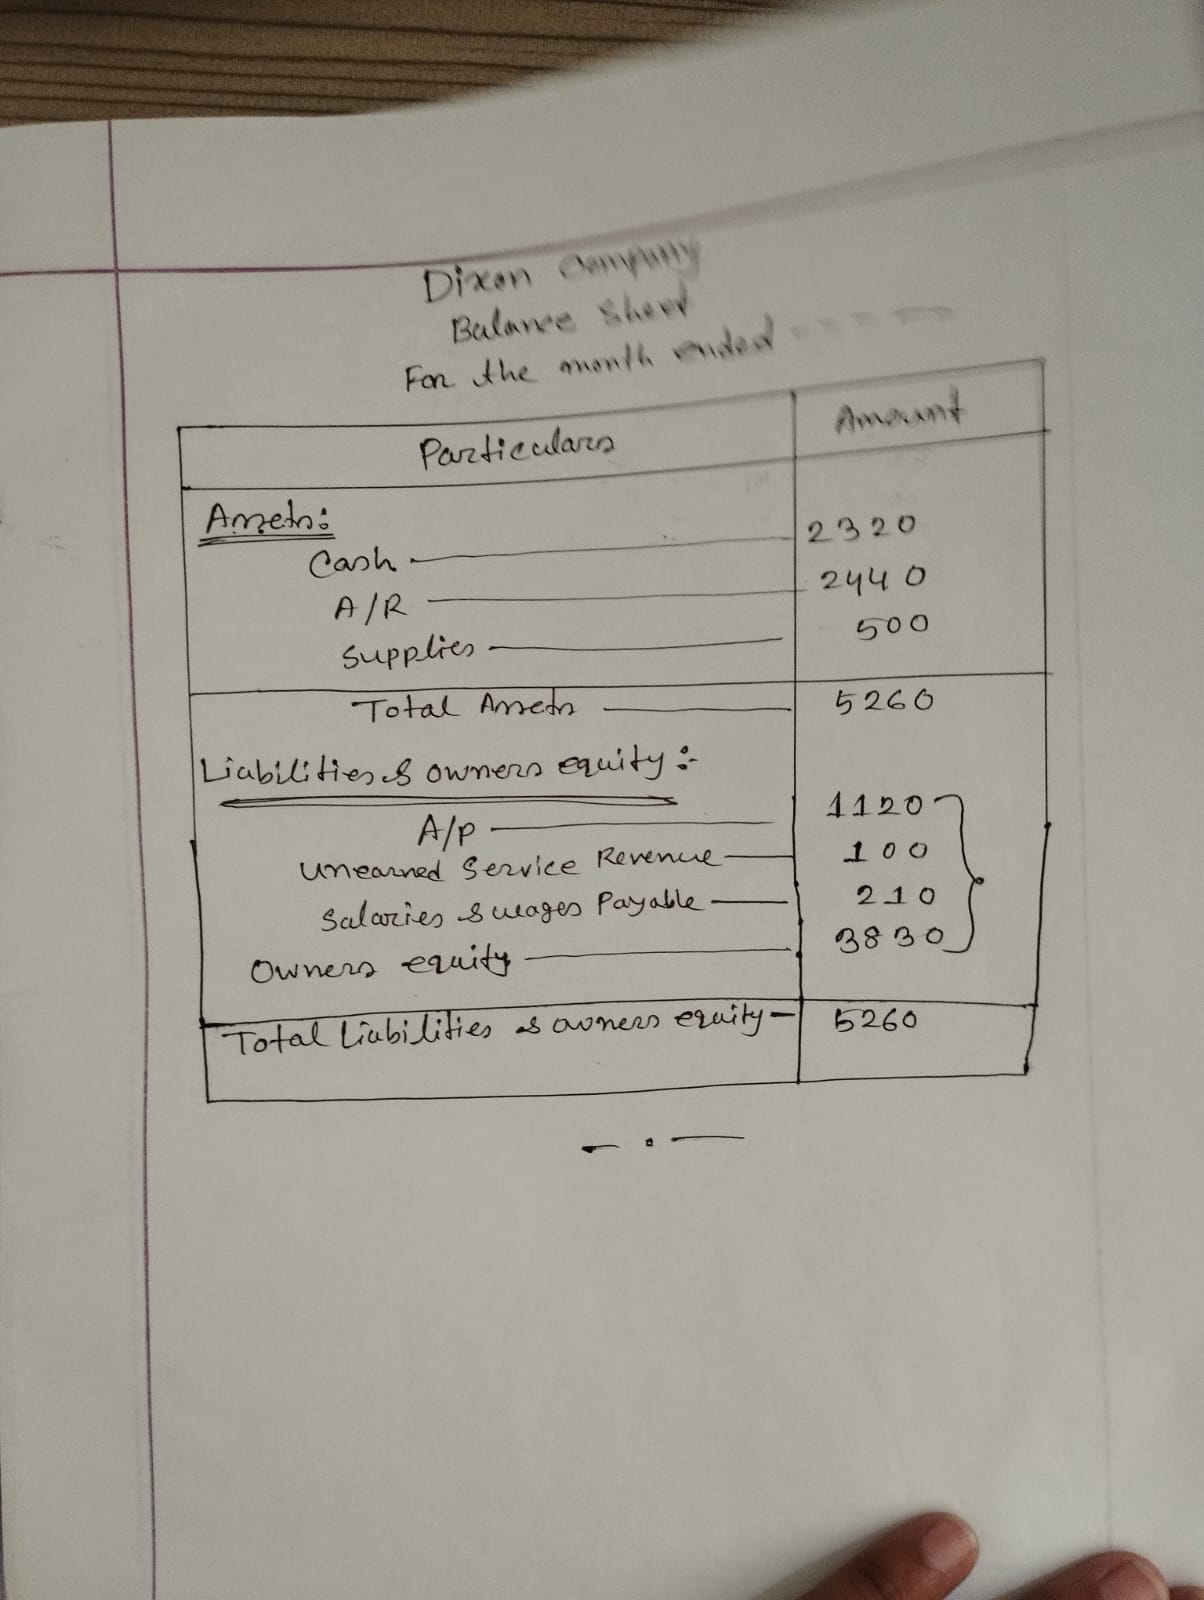 Dixon Company
Balance Sheet
For the month ended - - - - -
Particulars Amount
Assets:
Cash 2320
A/R 2440
Supplies 500
Total Assets 5260
Liabilities & owners equity :-
A/P 1120
Unearned Service Revenue 100
Salaries & wages Payable 210
Owners equity 3830
Total Liabilities & owners equity 5260